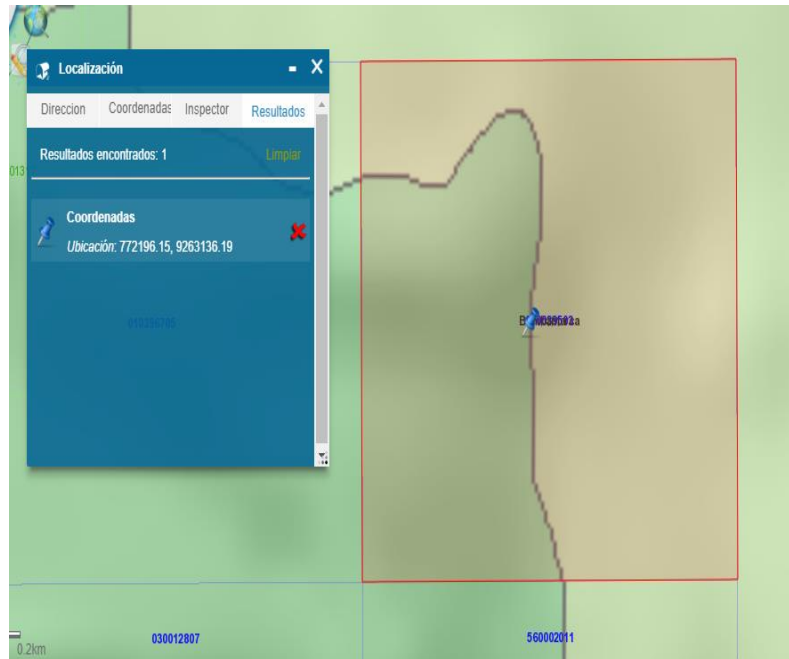 Localización
Direccion Coordenadas Inspector Resultados
Resultados encontrados: 1 Limpiar
Coordenadas
Ubicación: 772196.15, 9263136.19
030012807
560002011
0.2km